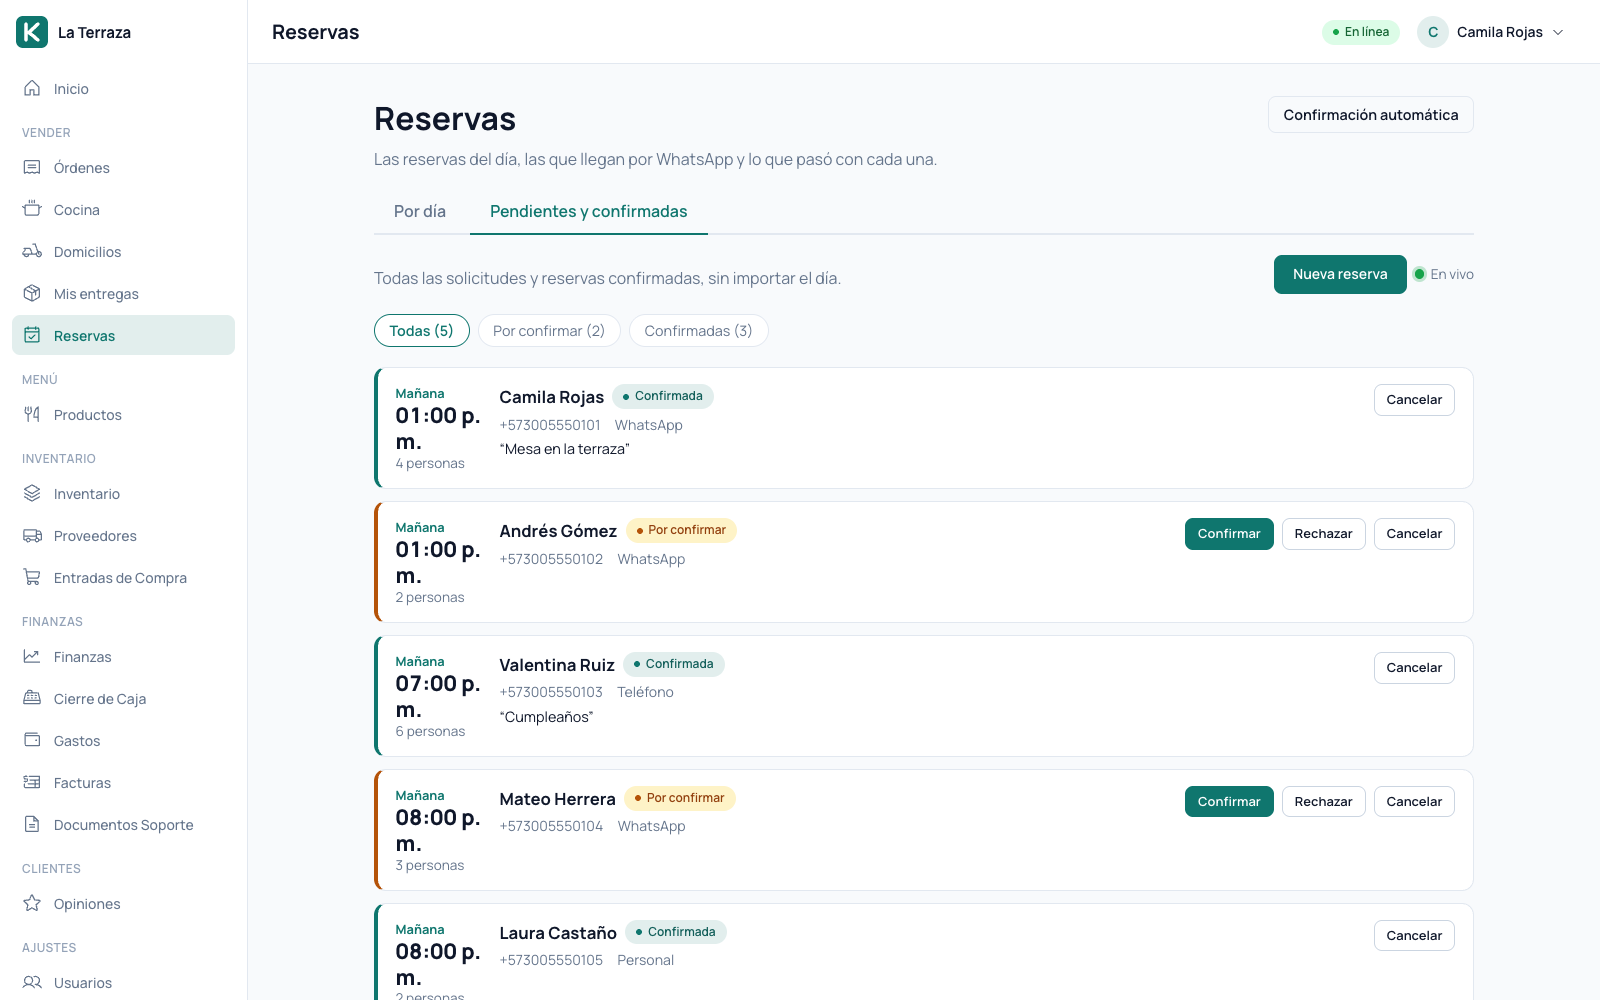 La Terraza
Inicio
VENDER
Órdenes
Cocina
Domicilios
Mis entregas
Reservas
MENÚ
Productos
INVENTARIO
Inventario
Proveedores
Entradas de Compra
FINANZAS
Finanzas
Cierre de Caja
Gastos
Facturas
Documentos Soporte
CLIENTES
Opiniones
AJUSTES
Usuarios
Reservas
En línea
C
Camila Rojas
Reservas
Confirmación automática
Las reservas del día, las que llegan por WhatsApp y lo que pasó con cada una.
Por día
Pendientes y confirmadas
Todas las solicitudes y reservas confirmadas, sin importar el día.
Nueva reserva
En vivo
Todas (5)
Por confirmar (2)
Confirmadas (3)
Mañana
01:00 p.
m.
4 personas
Camila Rojas
Confirmada
+573005550101 WhatsApp
“Mesa en la terraza”
Cancelar
Mañana
01:00 p.
m.
2 personas
Andrés Gómez
Por confirmar
+573005550102 WhatsApp
Confirmar
Rechazar
Cancelar
Mañana
07:00 p.
m.
6 personas
Valentina Ruiz
Confirmada
+573005550103 Teléfono
“Cumpleaños”
Cancelar
Mañana
08:00 p.
m.
3 personas
Mateo Herrera
Por confirmar
+573005550104 WhatsApp
Confirmar
Rechazar
Cancelar
Mañana
08:00 p.
m.
2 personas
Laura Castaño
Confirmada
+573005550105 Personal
Cancelar